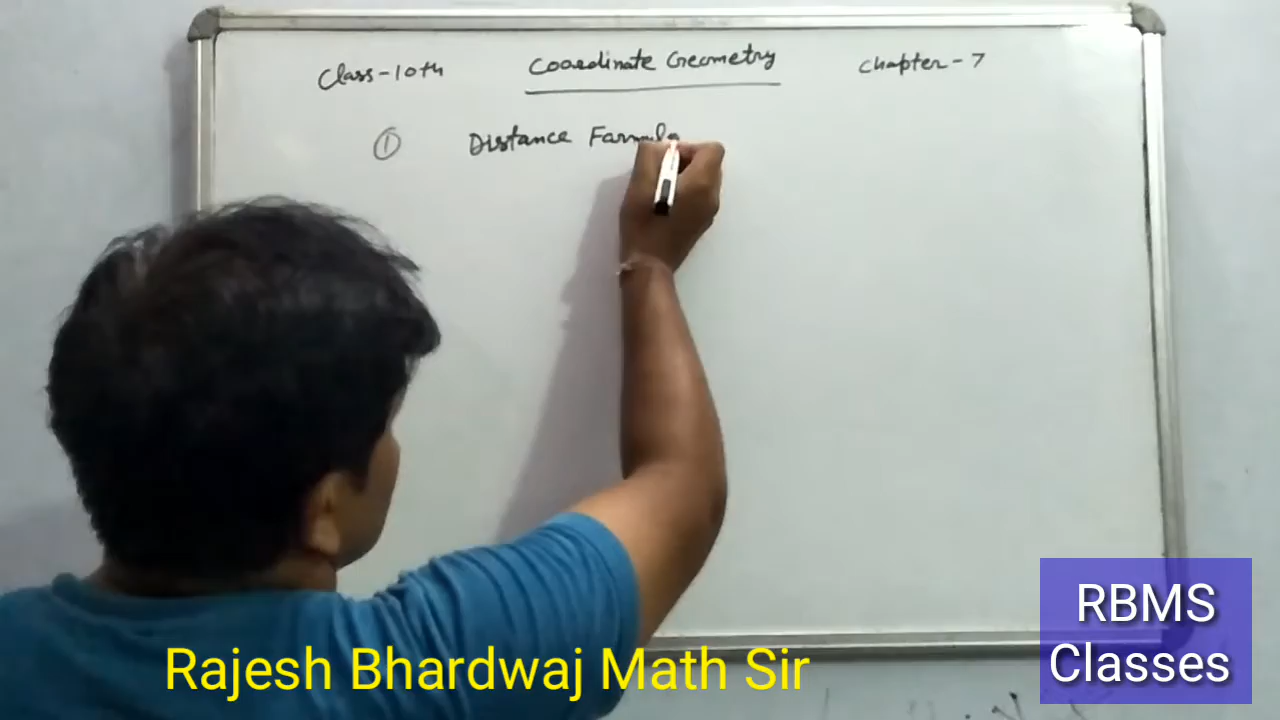 Class-10th Coordinate Geometry Chapter-7
① Distance Formula
RBMS
Classes
Rajesh Bhardwaj Math Sir